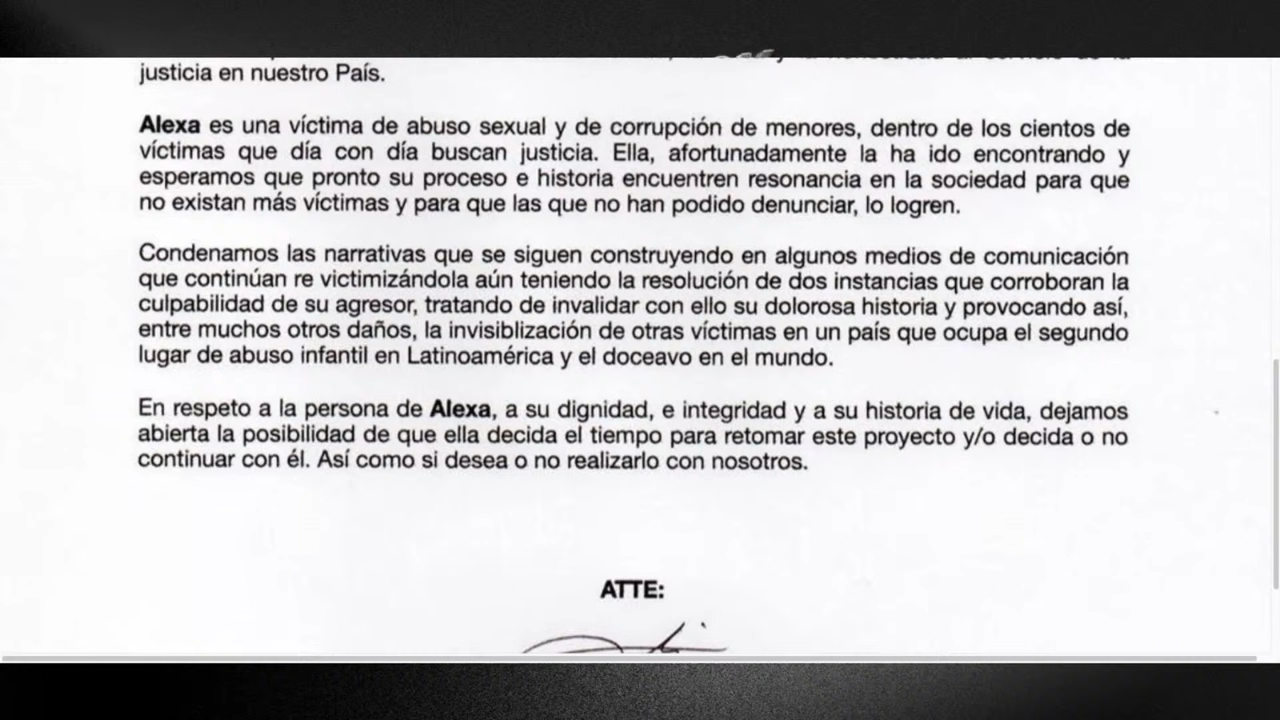 justicia en nuestro País.
Alexa es una víctima de abuso sexual y de corrupción de menores, dentro de los cientos de
víctimas que día con día buscan justicia. Ella, afortunadamente la ha ido encontrando y
esperamos que pronto su proceso e historia encuentren resonancia en la sociedad para que
no existan más víctimas y para que las que no han podido denunciar, lo logren.
Condenamos las narrativas que se siguen construyendo en algunos medios de comunicación
que continúan re victimizándola aún teniendo la resolución de dos instancias que corroboran la
culpabilidad de su agresor, tratando de invalidar con ello su dolorosa historia y provocando así,
entre muchos otros daños, la invisiblización de otras víctimas en un país que ocupa el segundo
lugar de abuso infantil en Latinoamérica y el doceavo en el mundo.
En respeto a la persona de Alexa, a su dignidad, e integridad y a su historia de vida, dejamos
abierta la posibilidad de que ella decida el tiempo para retomar este proyecto y/o decida o no
continuar con él. Así como si desea o no realizarlo con nosotros.
ATTE: